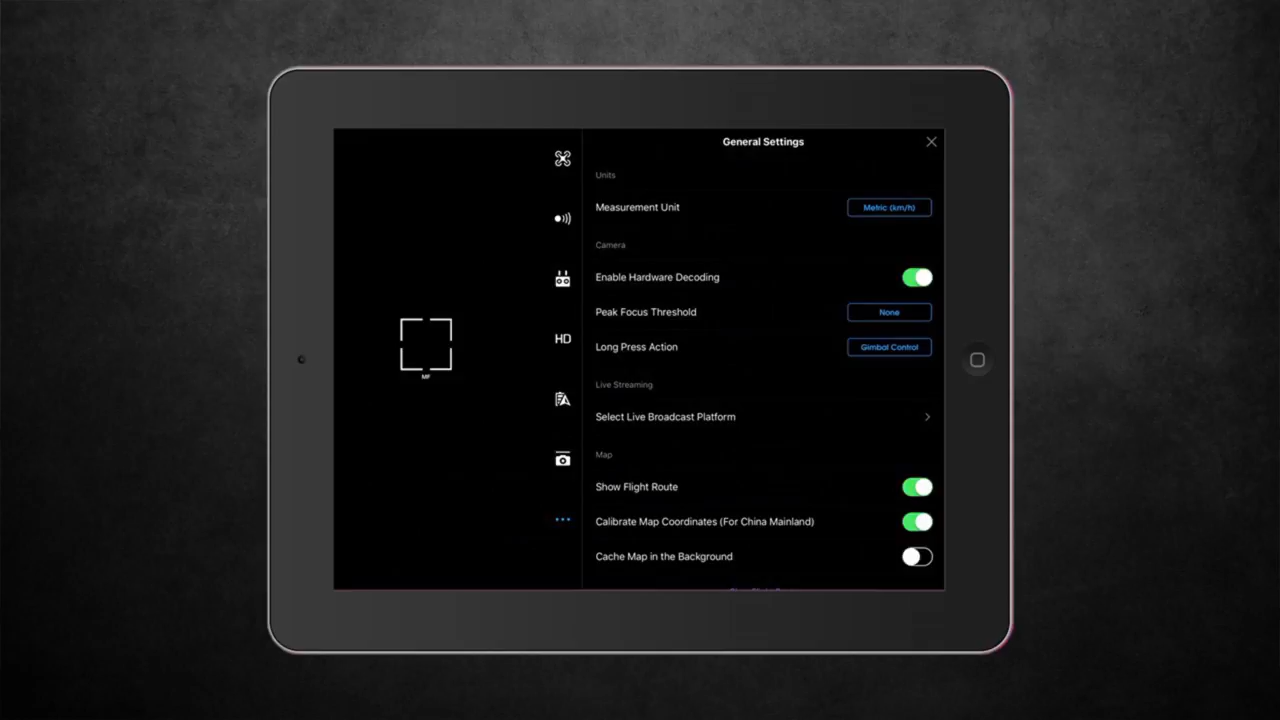 General Settings
Units
Measurement Unit
Metric (km/h)
Camera
Enable Hardware Decoding
Peak Focus Threshold
None
Long Press Action
Gimbal Control
Live Streaming
Select Live Broadcast Platform
Map
Show Flight Route
Calibrate Map Coordinates (For China Mainland)
Cache Map in the Background
HD
MF